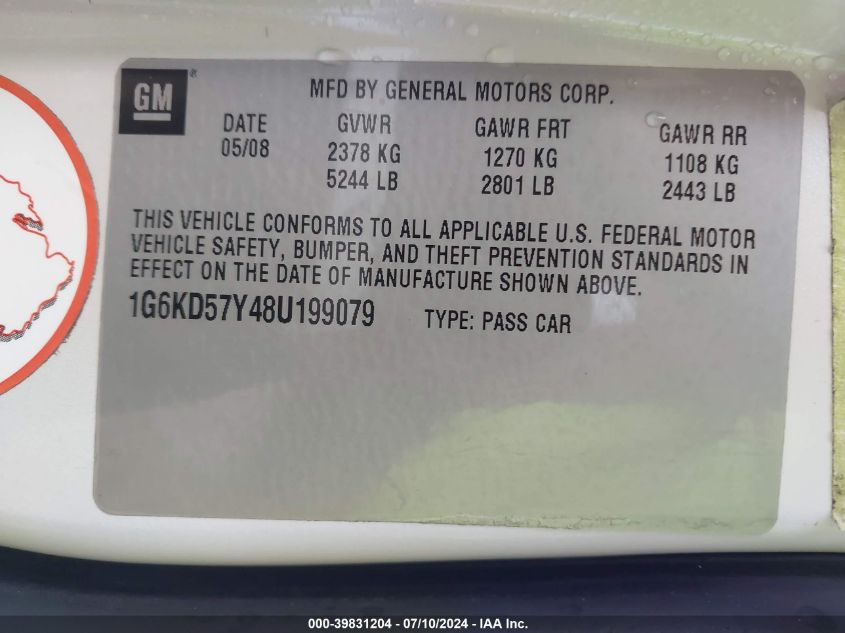 GM ®
MFD BY GENERAL MOTORS CORP.
DATE GVWR GAWR FRT GAWR RR
05/08 2378 KG 1270 KG 1108 KG
5244 LB 2801 LB 2443 LB
THIS VEHICLE CONFORMS TO ALL APPLICABLE U.S. FEDERAL MOTOR
VEHICLE SAFETY, BUMPER, AND THEFT PREVENTION STANDARDS IN
EFFECT ON THE DATE OF MANUFACTURE SHOWN ABOVE.
1G6KD57Y48U199079 TYPE: PASS CAR
000-39831204 - 07/10/2024 - IAA Inc.